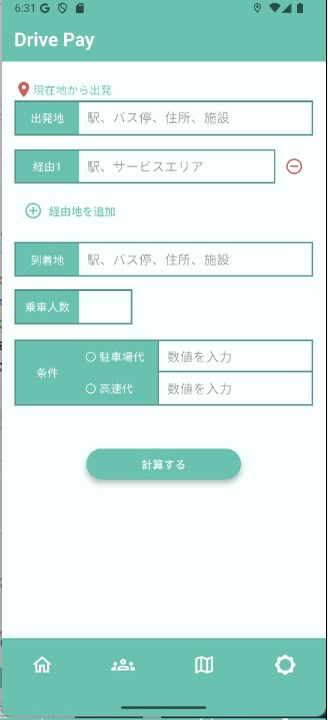 6:31
Drive Pay
現在地から出発
出発地 駅、バス停、住所、施設
経由1 駅、サービスエリア
経由地を追加
到着地 駅、バス停、住所、施設
乗車人数
条件
駐車場代 数値を入力
高速代 数値を入力
計算する